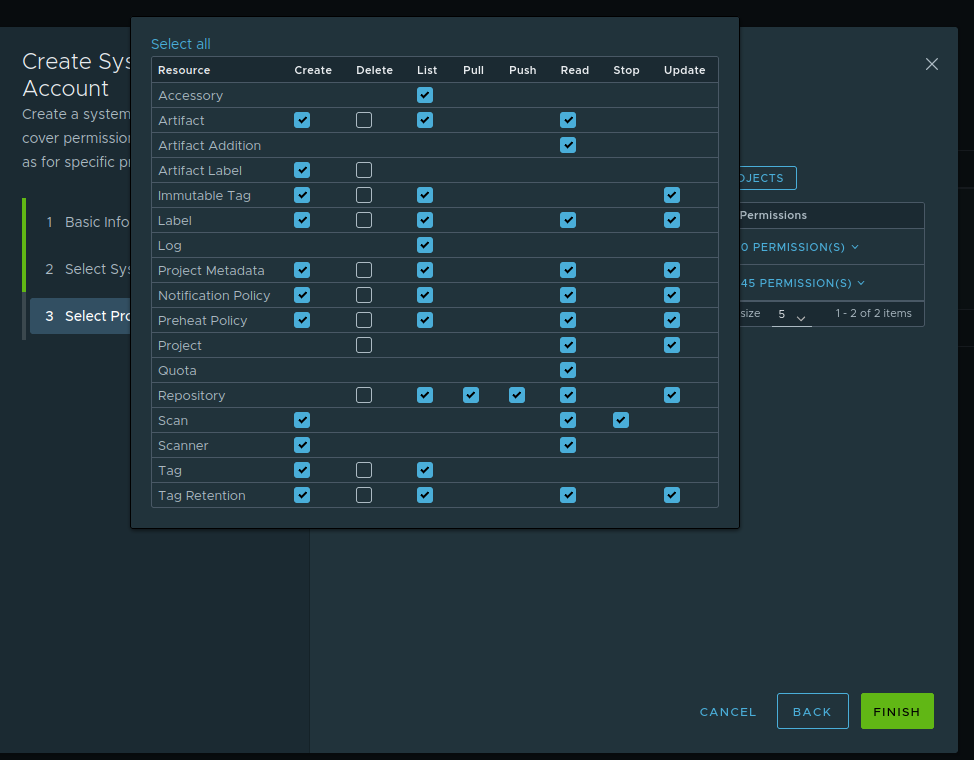 Create Sys
Account
Create a system
cover permission
as for specific pr
1 Basic Info
2 Select Sys
3 Select Pro
Select all
Resource Create Delete List Pull Push Read Stop Update
Accessory
Artifact
Artifact Addition
Artifact Label
Immutable Tag
Label
Log
Project Metadata
Notification Policy
Preheat Policy
Project
Quota
Repository
Scan
Scanner
Tag
Tag Retention
OJECTS
Permissions
0 PERMISSION(S)
45 PERMISSION(S)
size 5 1 - 2 of 2 items
CANCEL BACK FINISH